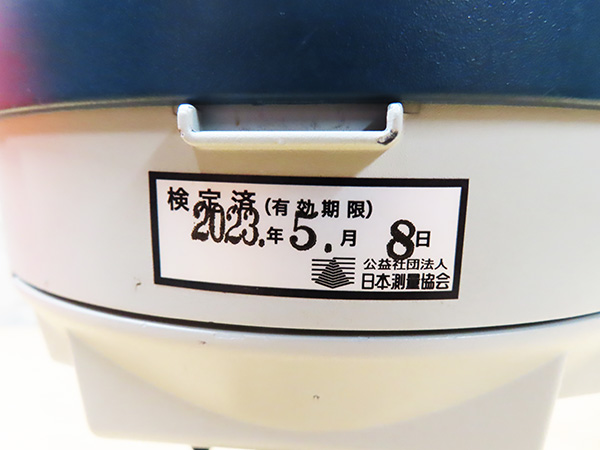 検定済(有効期限)
2023.年5.月8日
公益社団法人
日本測量協会